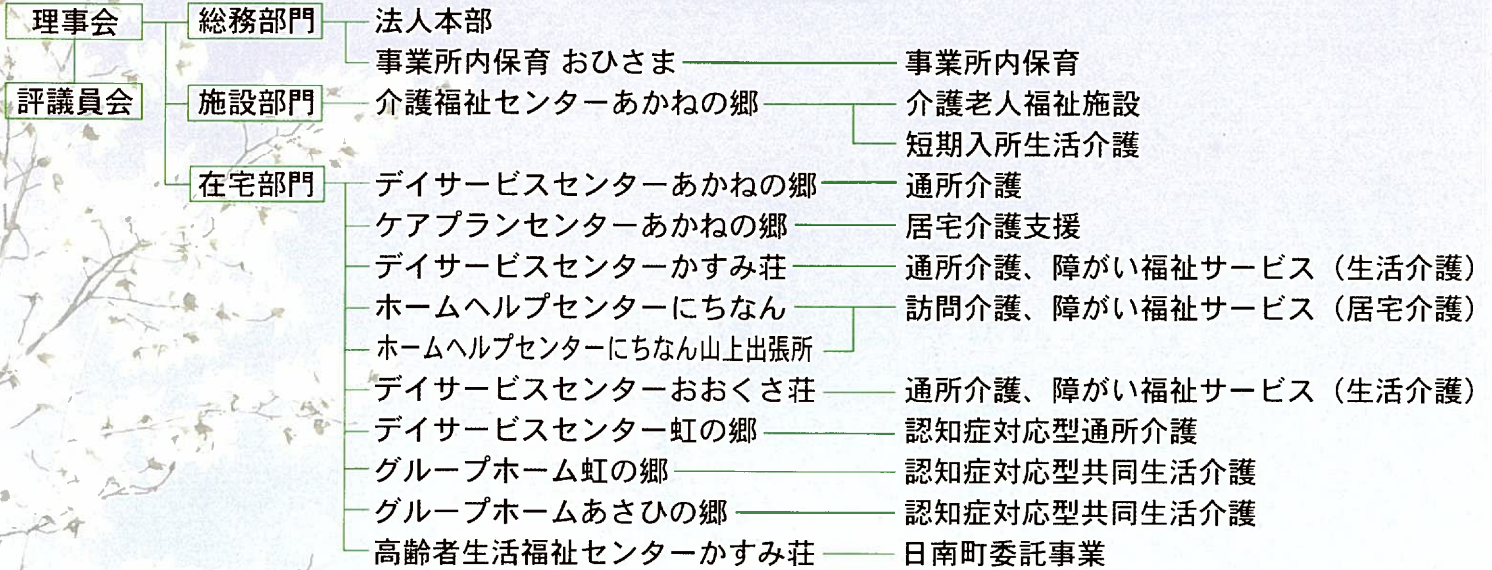 理事会 総務部門 法人本部
事業所内保育 おひさま 事業所内保育
評議員会 施設部門 介護福祉センターあかねの郷 介護老人福祉施設
短期入所生活介護
在宅部門 デイサービスセンターあかねの郷 通所介護
ケアプランセンターあかねの郷 居宅介護支援
デイサービスセンターかすみ荘 通所介護、障がい福祉サービス（生活介護）
ホームヘルプセンターにちなん 訪問介護、障がい福祉サービス（居宅介護）
ホームヘルプセンターにちなん山上出張所
デイサービスセンターおおくさ荘 通所介護、障がい福祉サービス（生活介護）
デイサービスセンター虹の郷 認知症対応型通所介護
グループホーム虹の郷 認知症対応型共同生活介護
グループホームあさひの郷 認知症対応型共同生活介護
高齢者生活福祉センターかすみ荘 日南町委託事業